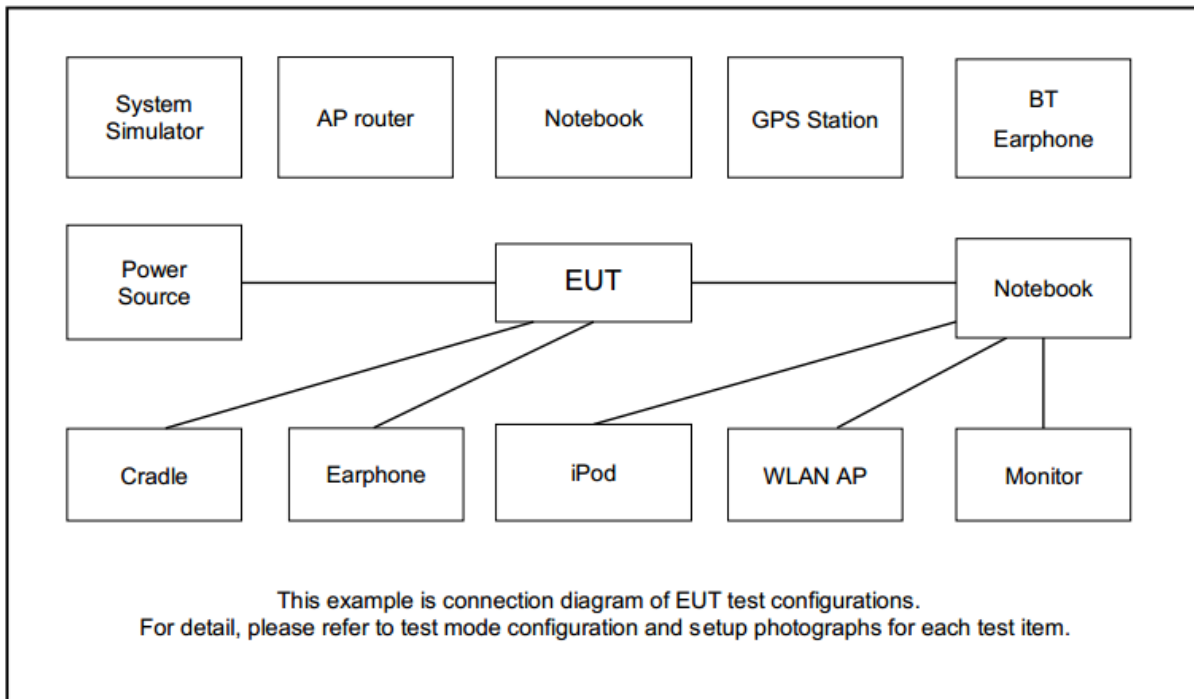 System
Simulator
AP router
Notebook
GPS Station
BT
Earphone
Power
Source
EUT
Notebook
Cradle
Earphone
iPod
WLAN AP
Monitor
This example is connection diagram of EUT test configurations.
For detail, please refer to test mode configuration and setup photographs for each test item.